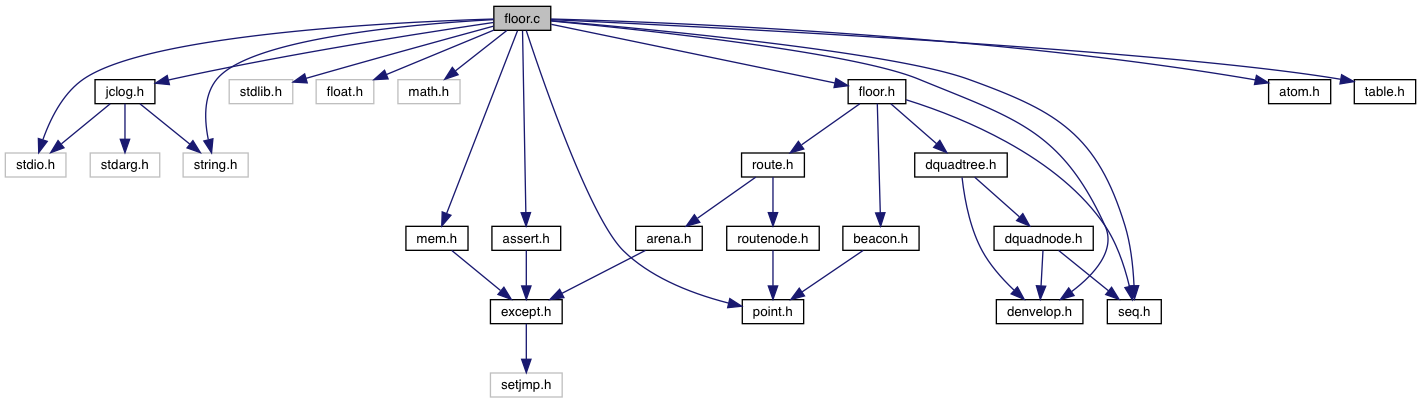 floor.c
jclog.h
stdlib.h
float.h
math.h
floor.h
atom.h
table.h
stdio.h
stdarg.h
string.h
route.h
dquadtree.h
mem.h
assert.h
arena.h
routenode.h
beacon.h
dquadnode.h
except.h
point.h
denvelop.h
seq.h
setjmp.h